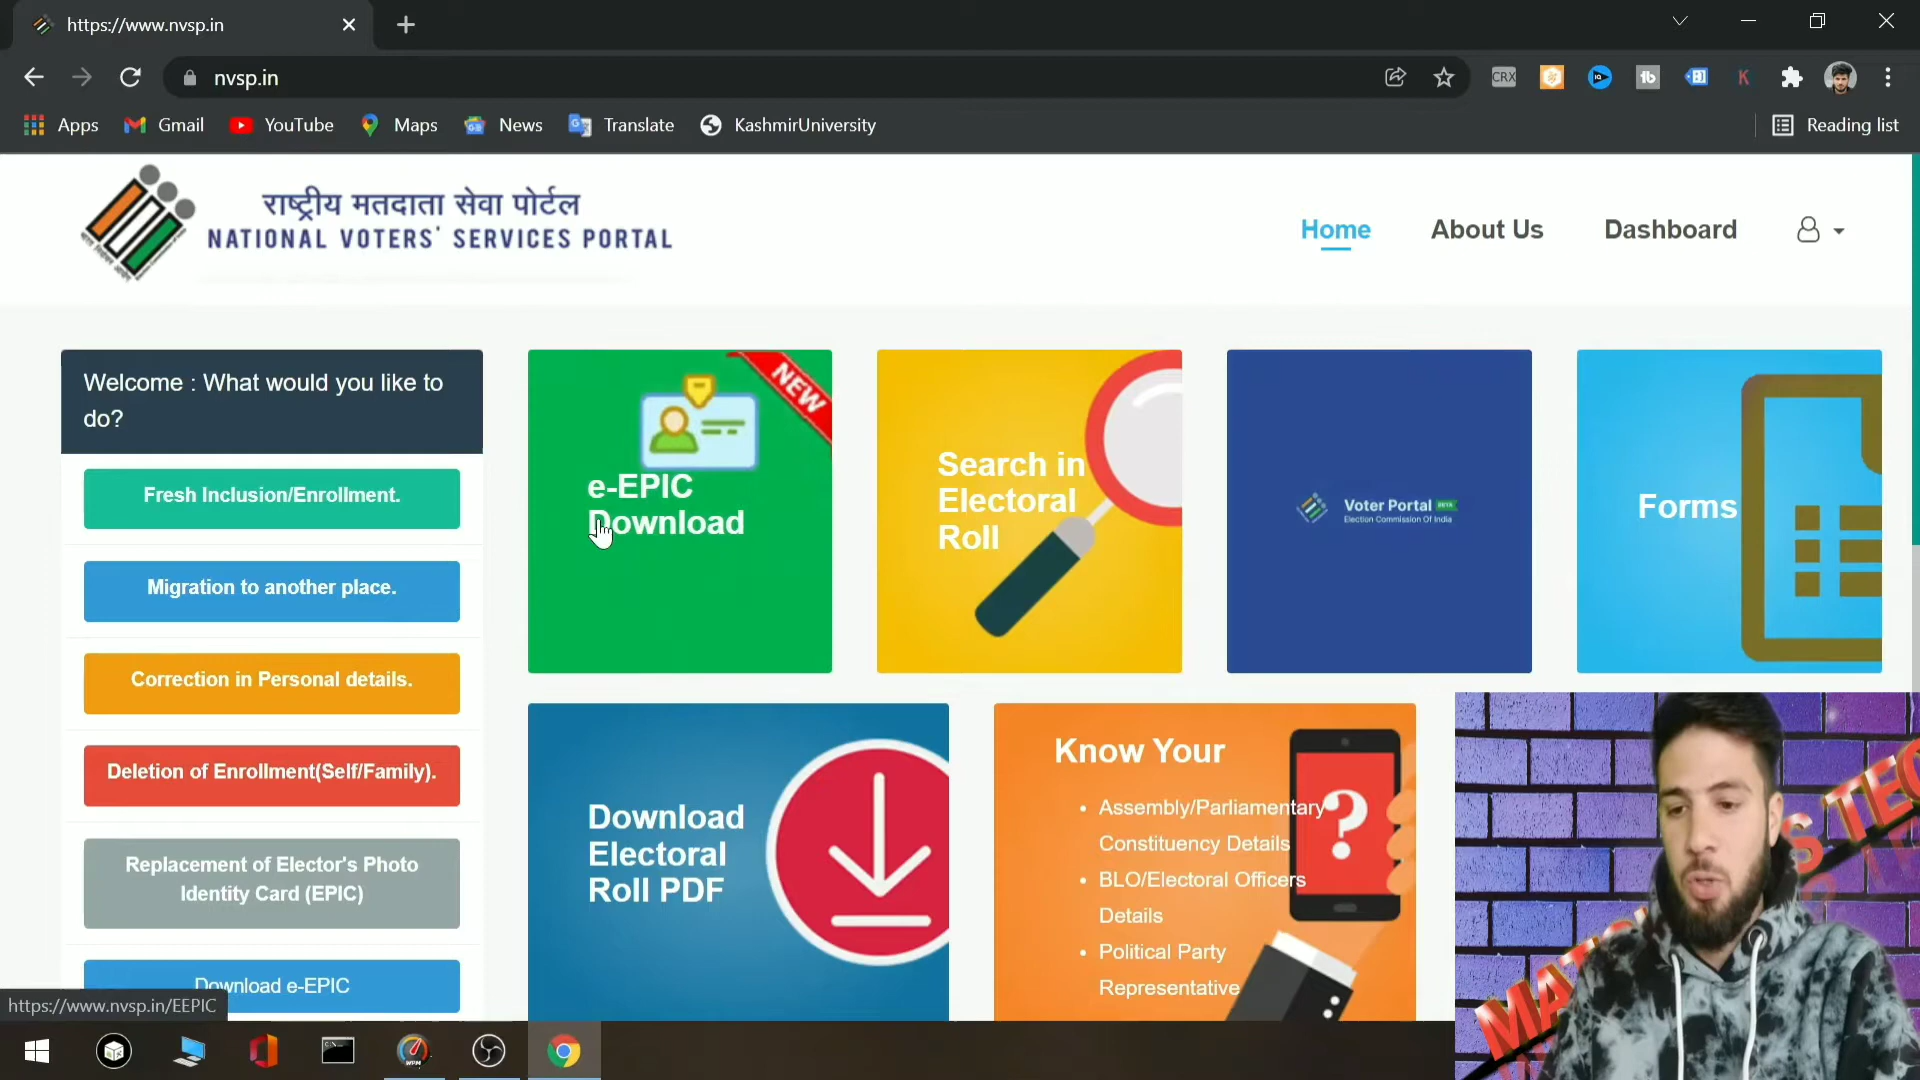 https://www.nvsp.in
nvsp.in
CRX
Apps
Gmail
YouTube
Maps
News
Translate
KashmirUniversity
Reading list
राष्ट्रीय मतदाता सेवा पोर्टल
NATIONAL VOTERS' SERVICES PORTAL
Home
About Us
Dashboard
Welcome : What would you like to
do?
Fresh Inclusion/Enrollment.
Migration to another place.
Correction in Personal details.
Deletion of Enrollment(Self/Family).
Replacement of Elector's Photo
Identity Card (EPIC)
Download e-EPIC
NEW
e-EPIC
Download
Search in
Electoral
Roll
Voter Portal
Election Commission Of India
Forms
Download
Electoral
Roll PDF
Know Your
• Assembly/Parliamentary
Constituency Details
• BLO/Electoral Officers
Details
• Political Party
Representative
?
https://www.nvsp.in/EEPIC
WPM